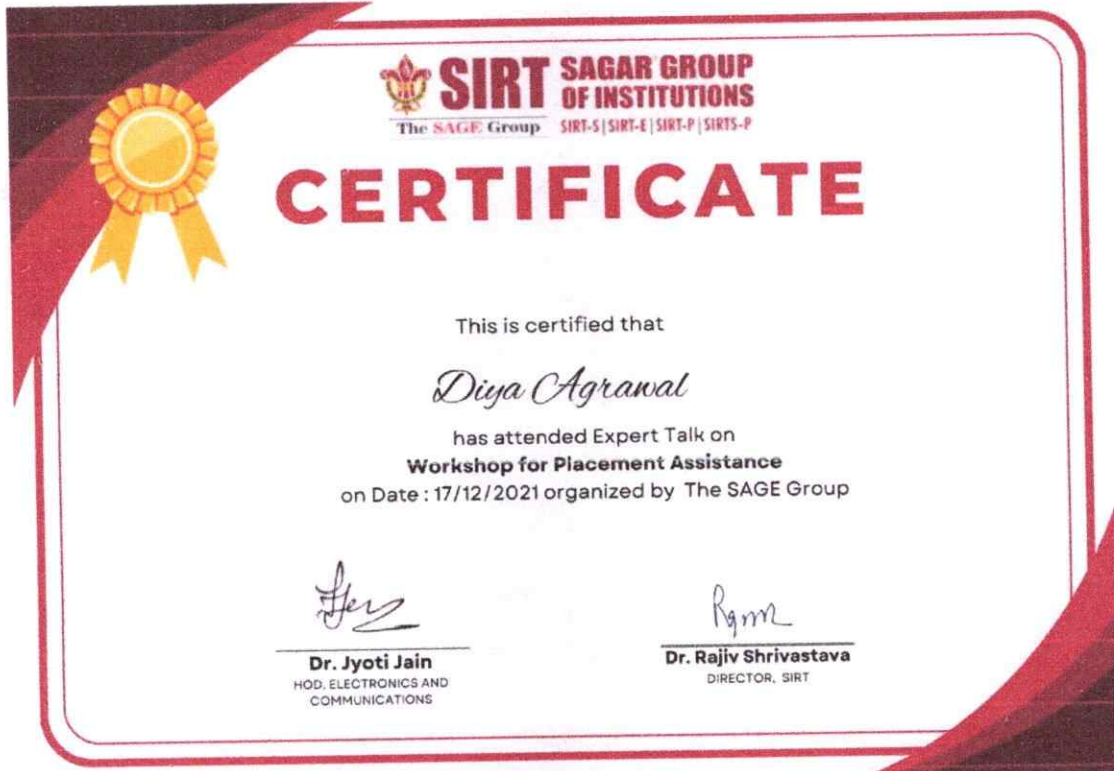 SIRT SAGAR GROUP
OF INSTITUTIONS
The SAGE Group SIRT-S | SIRT-E | SIRT-P | SIRTS-P
CERTIFICATE
This is certified that
Diya Agrawal
has attended Expert Talk on
Workshop for Placement Assistance
on Date : 17/12/2021 organized by The SAGE Group
Dr. Jyoti Jain
HOD, ELECTRONICS AND
COMMUNICATIONS
Dr. Rajiv Shrivastava
DIRECTOR, SIRT